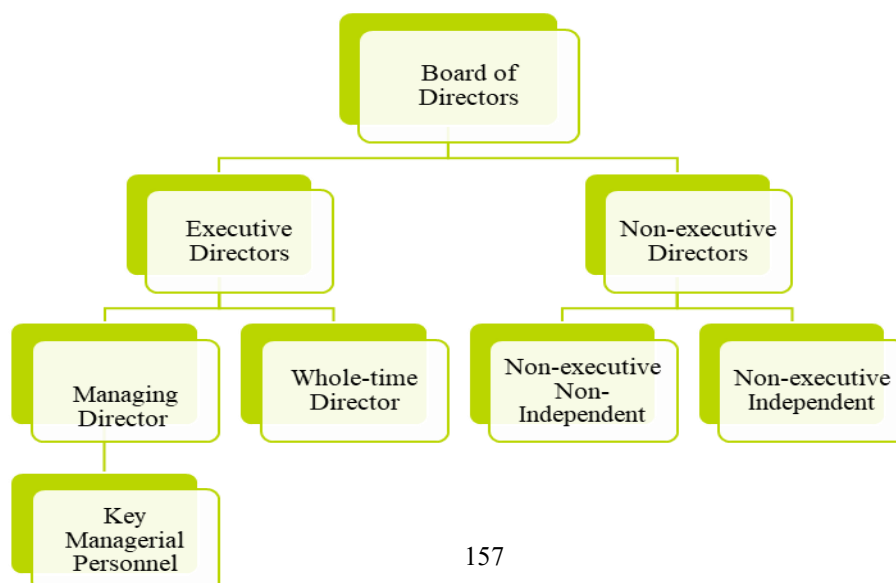 Board of
Directors
Executive
Directors
Non-executive
Directors
Managing
Director
Whole-time
Director
Non-executive
Non-
Independent
Non-executive
Independent
Key
Managerial
Personnel
157